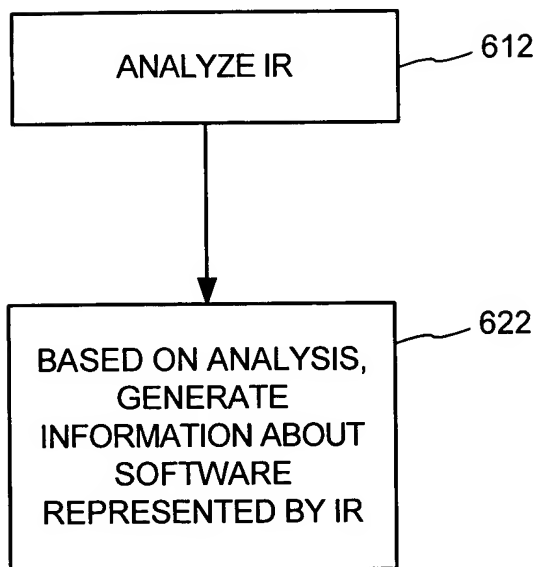 ANALYZE IR
612
BASED ON ANALYSIS,
GENERATE
INFORMATION ABOUT
SOFTWARE
REPRESENTED BY IR
622